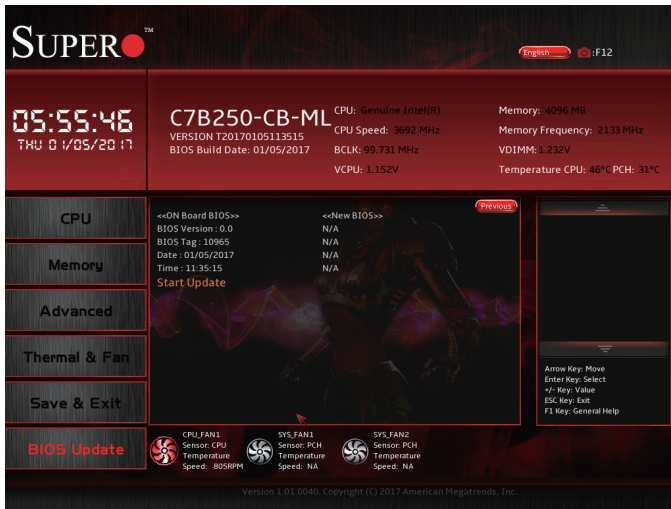 SUPER TM
English :F12
05:55:46
THU 01/05/2017
C7B250-CB-ML
VERSION T20170105113515
BIOS Build Date: 01/05/2017
CPU: Genuine Intel(R)
CPU Speed: 3692 MHz
BCLK: 99.731 MHz
VCPU: 1.152V
Memory: 4096 MB
Memory Frequency: 2133 MHz
VDIMM: 1.232V
Temperature CPU: 46°C PCH: 31°C
CPU
Memory
Advanced
Thermal & Fan
Save & Exit
BIOS Update
Previous
<<ON Board BIOS>> <<New BIOS>>
BIOS Version : 0.0 N/A
BIOS Tag : 10965 N/A
Date : 01/05/2017 N/A
Time : 11:35:15 N/A
Start Update
Arrow Key: Move
Enter Key: Select
+/- Key: Value
ESC Key: Exit
F1 Key: General Help
CPU_FAN1
Sensor: CPU
Temperature
Speed: 805RPM
SYS_FAN1
Sensor: PCH
Temperature
Speed: NA
SYS_FAN2
Sensor: PCH
Temperature
Speed: NA
Version 1.01.0040. Copyright (C) 2017 American Megatrends, Inc.